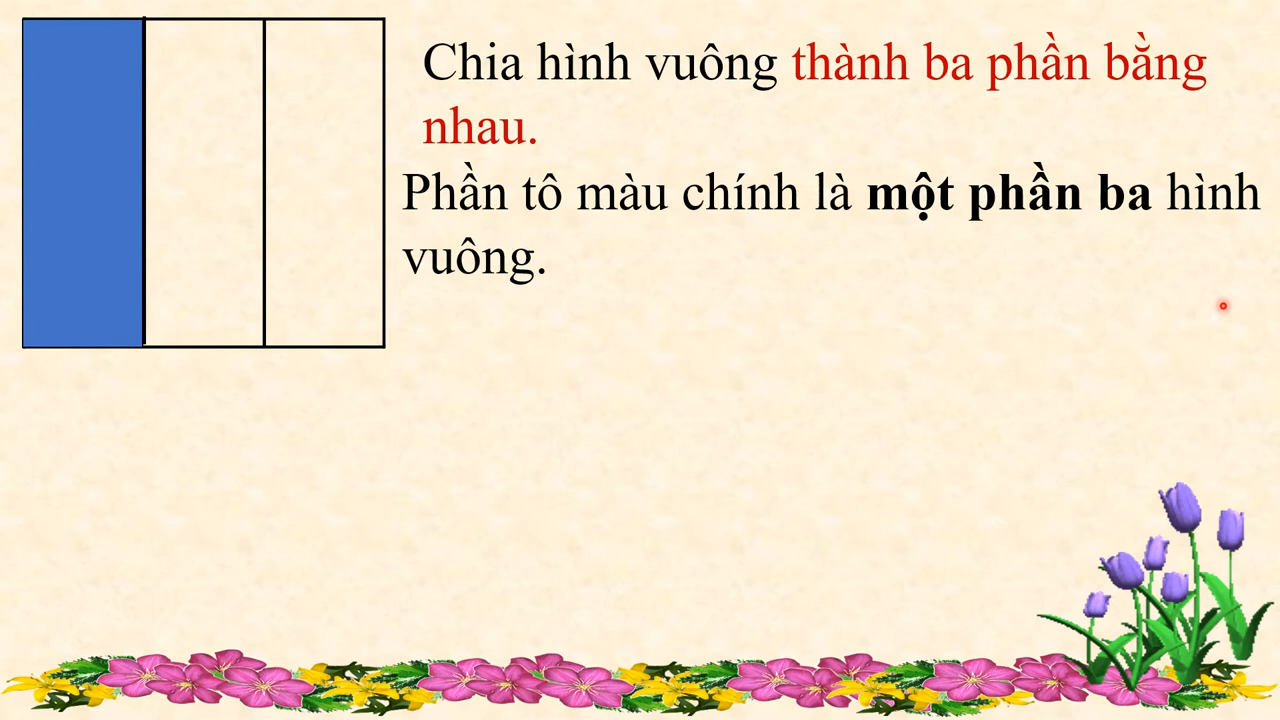 Chia hình vuông thành ba phần bằng
nhau.
Phần tô màu chính là một phần ba hình
vuông.